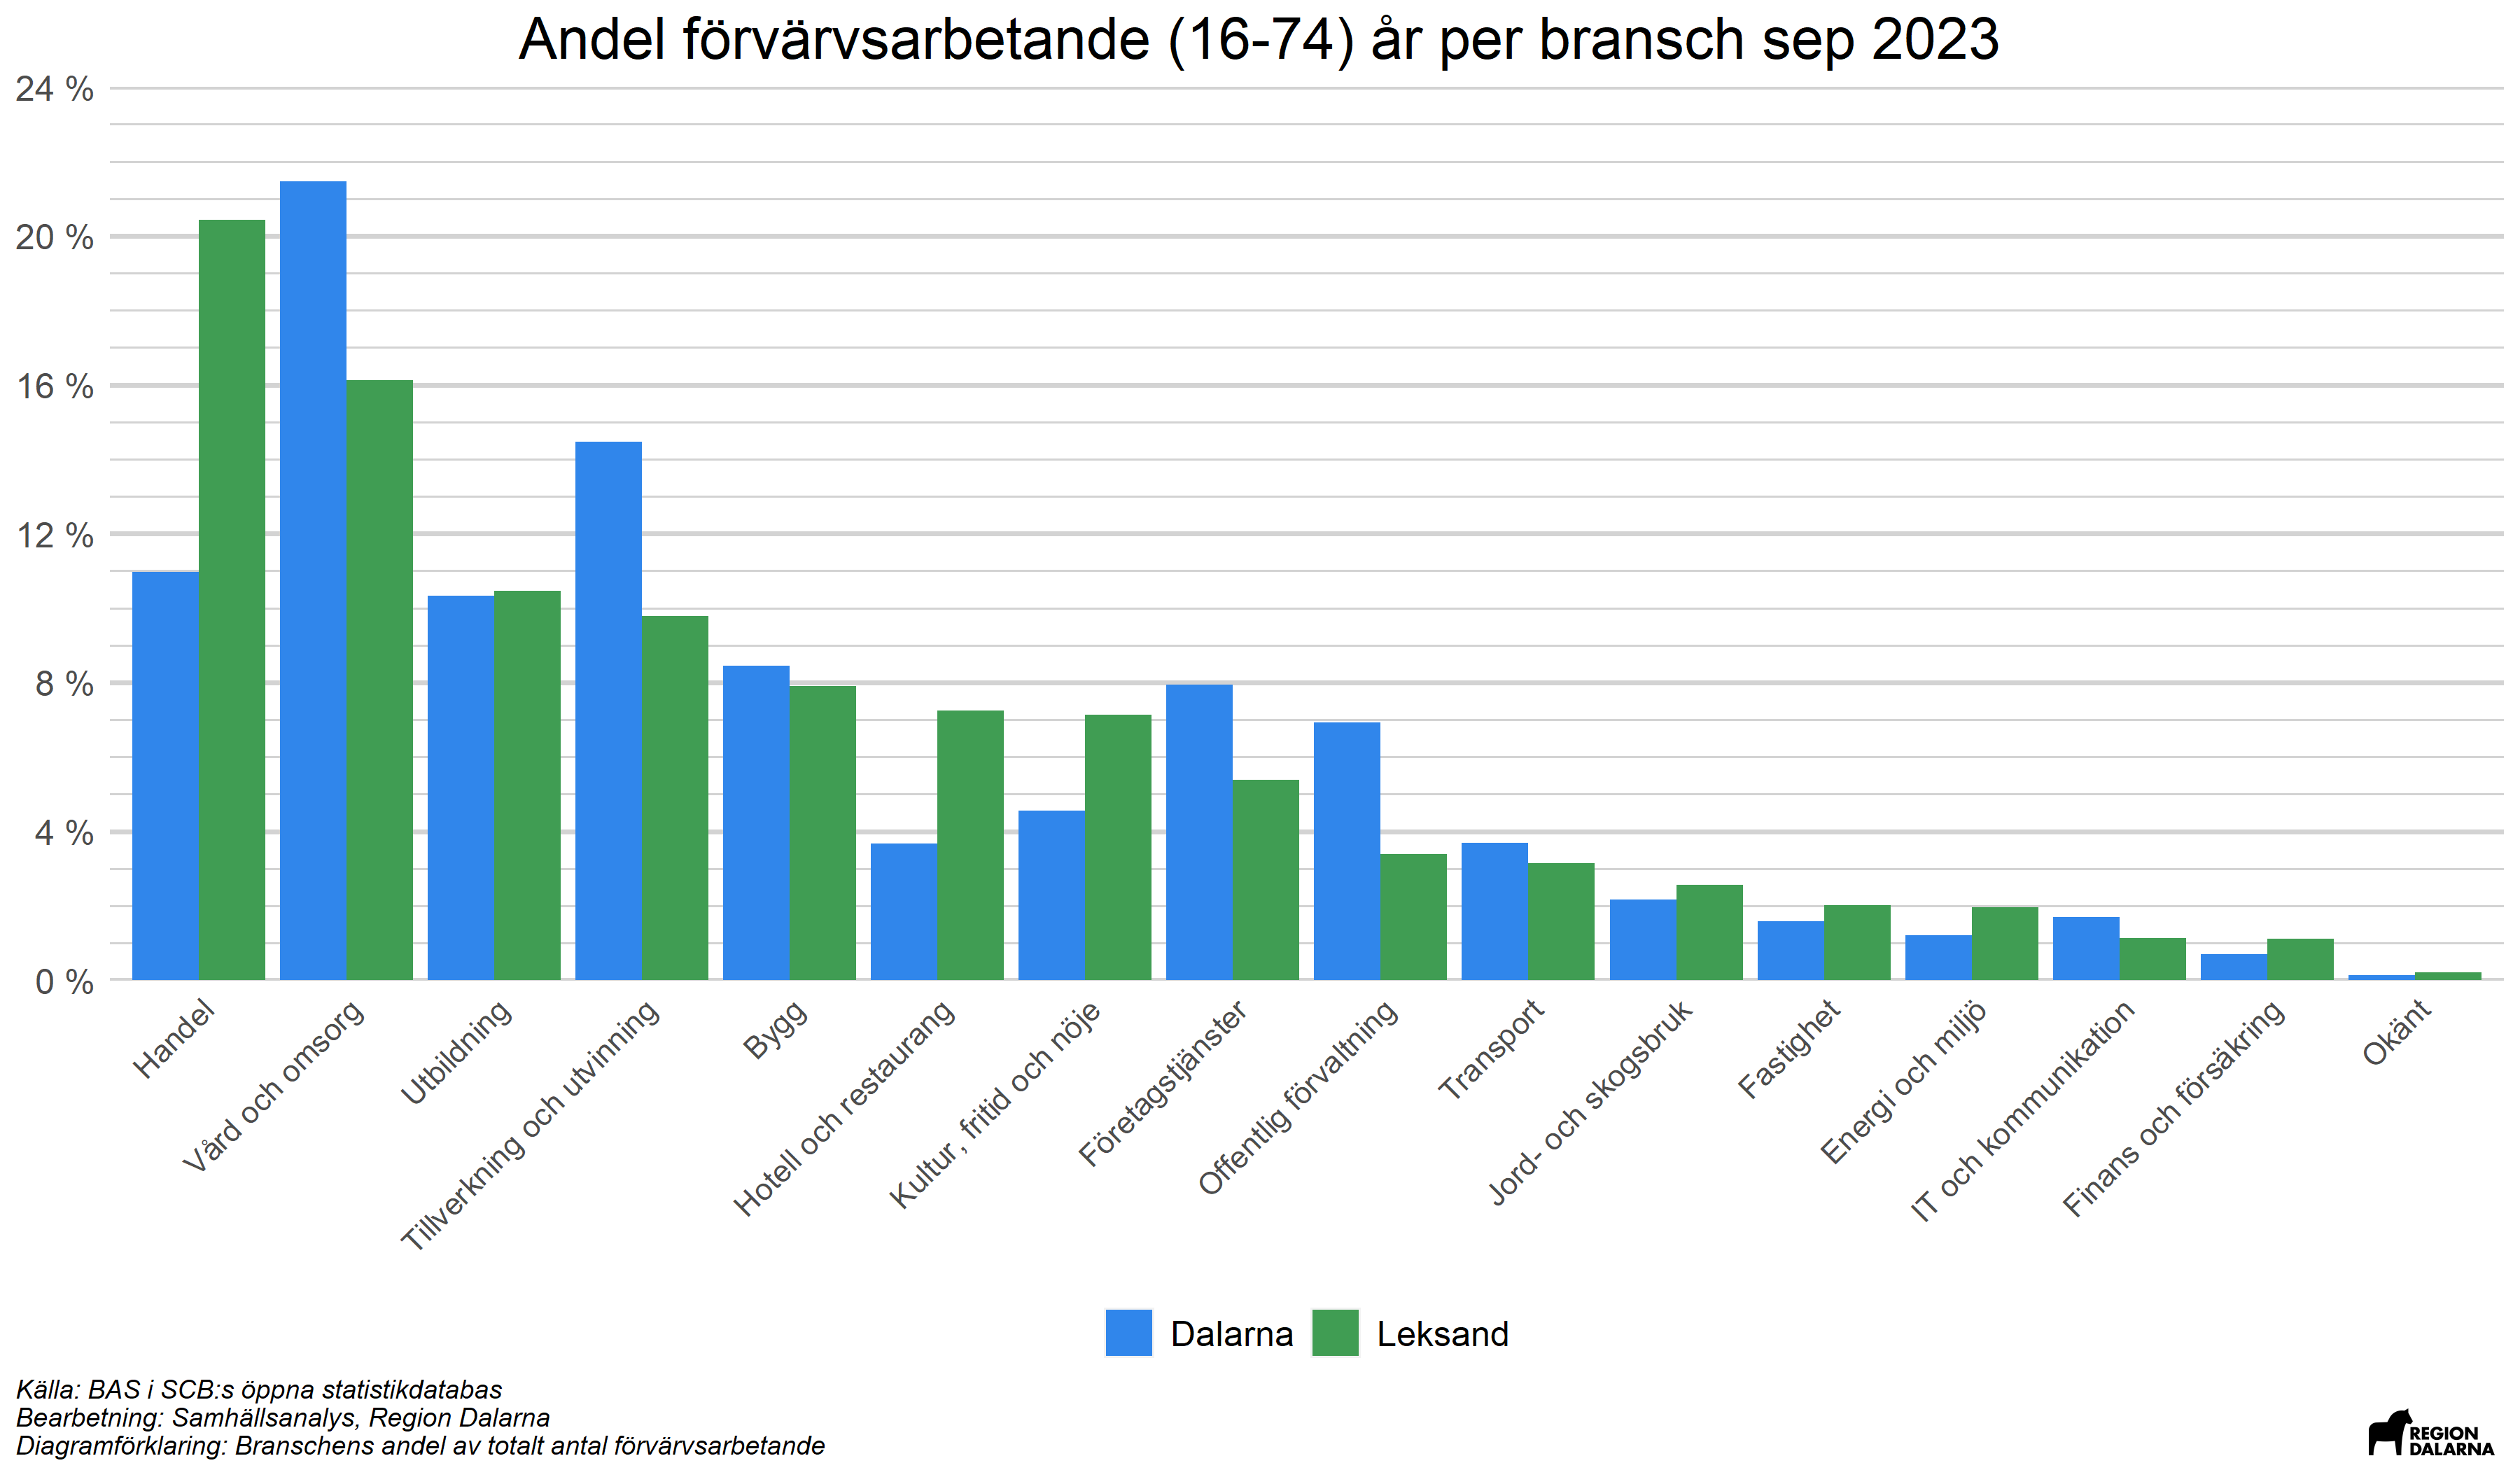 Andel förvärvsarbetande (16-74) år per bransch sep 2023
24 %
20 %
16 %
12 %
8 %
4 %
0 %
Handel
Vård och omsorg
Utbildning
Tillverkning och utvinning
Bygg
Hotell och restaurang
Kultur, fritid och nöje
Företagstjänster
Offentlig förvaltning
Transport
Jord- och skogsbruk
Fastighet
Energi och miljö
IT och kommunikation
Finans och försäkring
Okänt
Dalarna
Leksand
Källa: BAS i SCB:s öppna statistikdatabas
Bearbetning: Samhällsanalys, Region Dalarna
Diagramförklaring: Branschens andel av totalt antal förvärvsarbetande
REGION
DALARNA